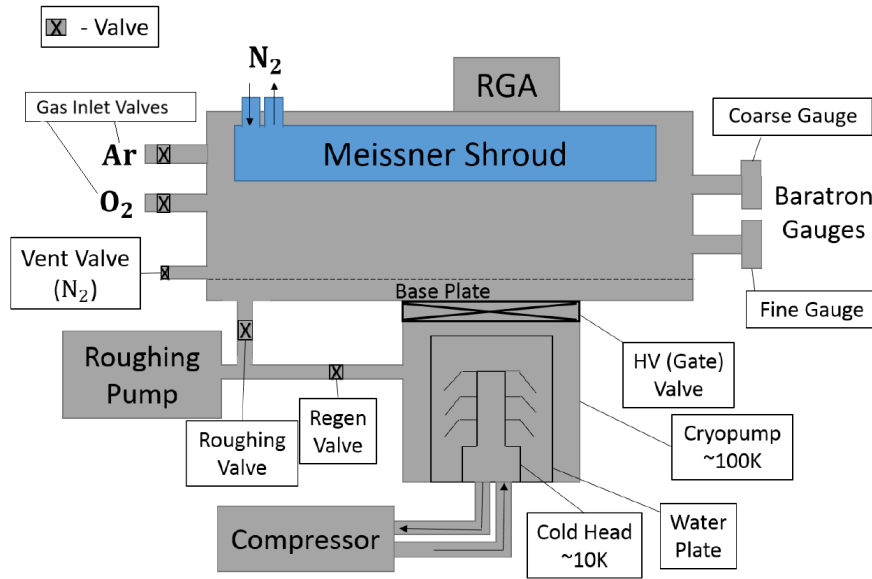 - Valve
N₂
RGA
Gas Inlet Valves
Coarse Gauge
Ar
Meissner Shroud
O₂
Baratron
Gauges
Vent Valve
(N₂)
Base Plate
Fine Gauge
Roughing
Pump
HV (Gate)
Valve
Regen
Valve
Roughing
Valve
Cryopump
~100K
Compressor
Cold Head
~10K
Water
Plate